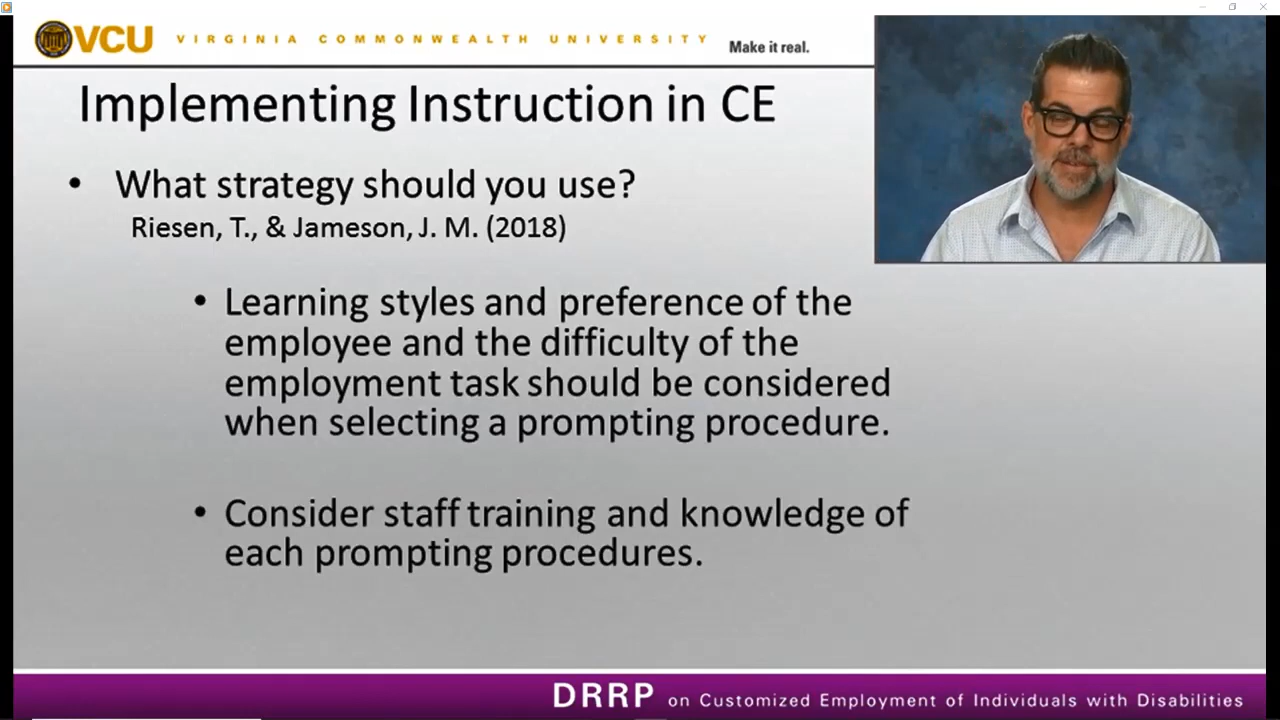 VCU VIRGINIA COMMONWEALTH UNIVERSITY Make it real.
Implementing Instruction in CE
• What strategy should you use?
Riesen, T., & Jameson, J. M. (2018)
• Learning styles and preference of the
employee and the difficulty of the
employment task should be considered
when selecting a prompting procedure.
• Consider staff training and knowledge of
each prompting procedures.
DRRP on Customized Employment of Individuals with Disabilities